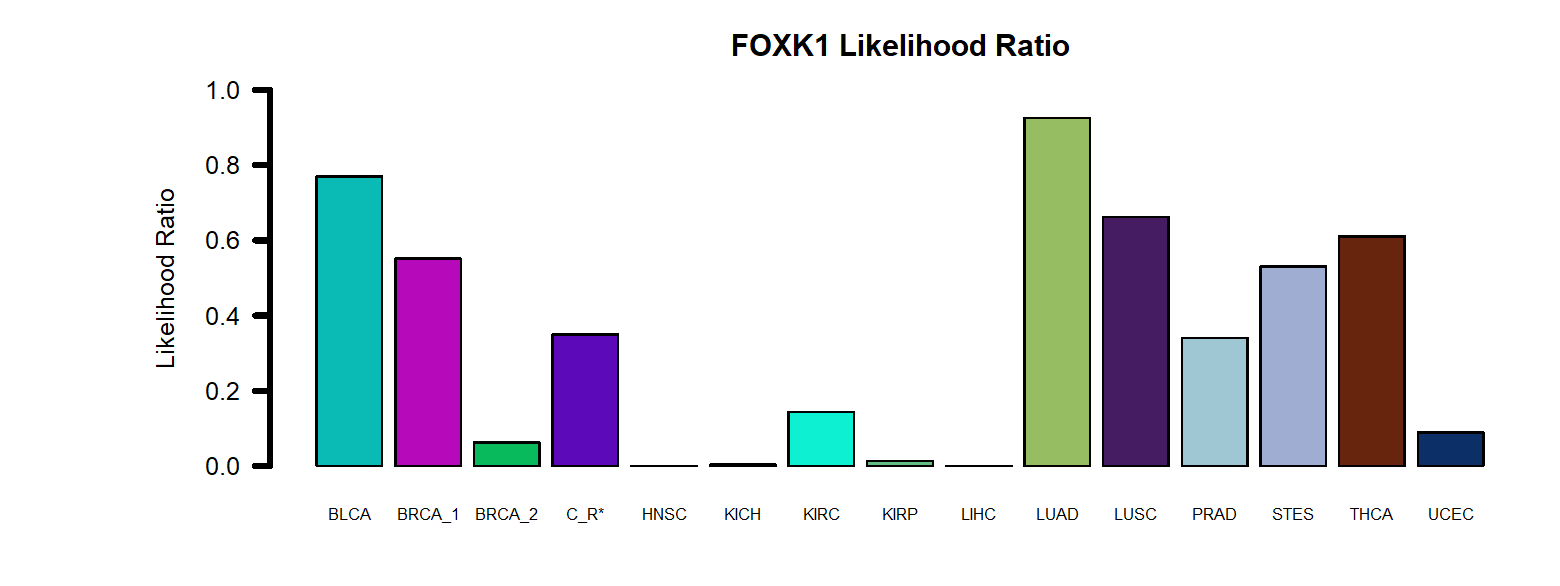 FOXK1 Likelihood Ratio
Likelihood Ratio
1.0
0.8
0.6
0.4
0.2
0.0
BLCA BRCA_1 BRCA_2 C_R* HNSC KICH KIRC KIRP LIHC LUAD LUSC PRAD STES THCA UCEC